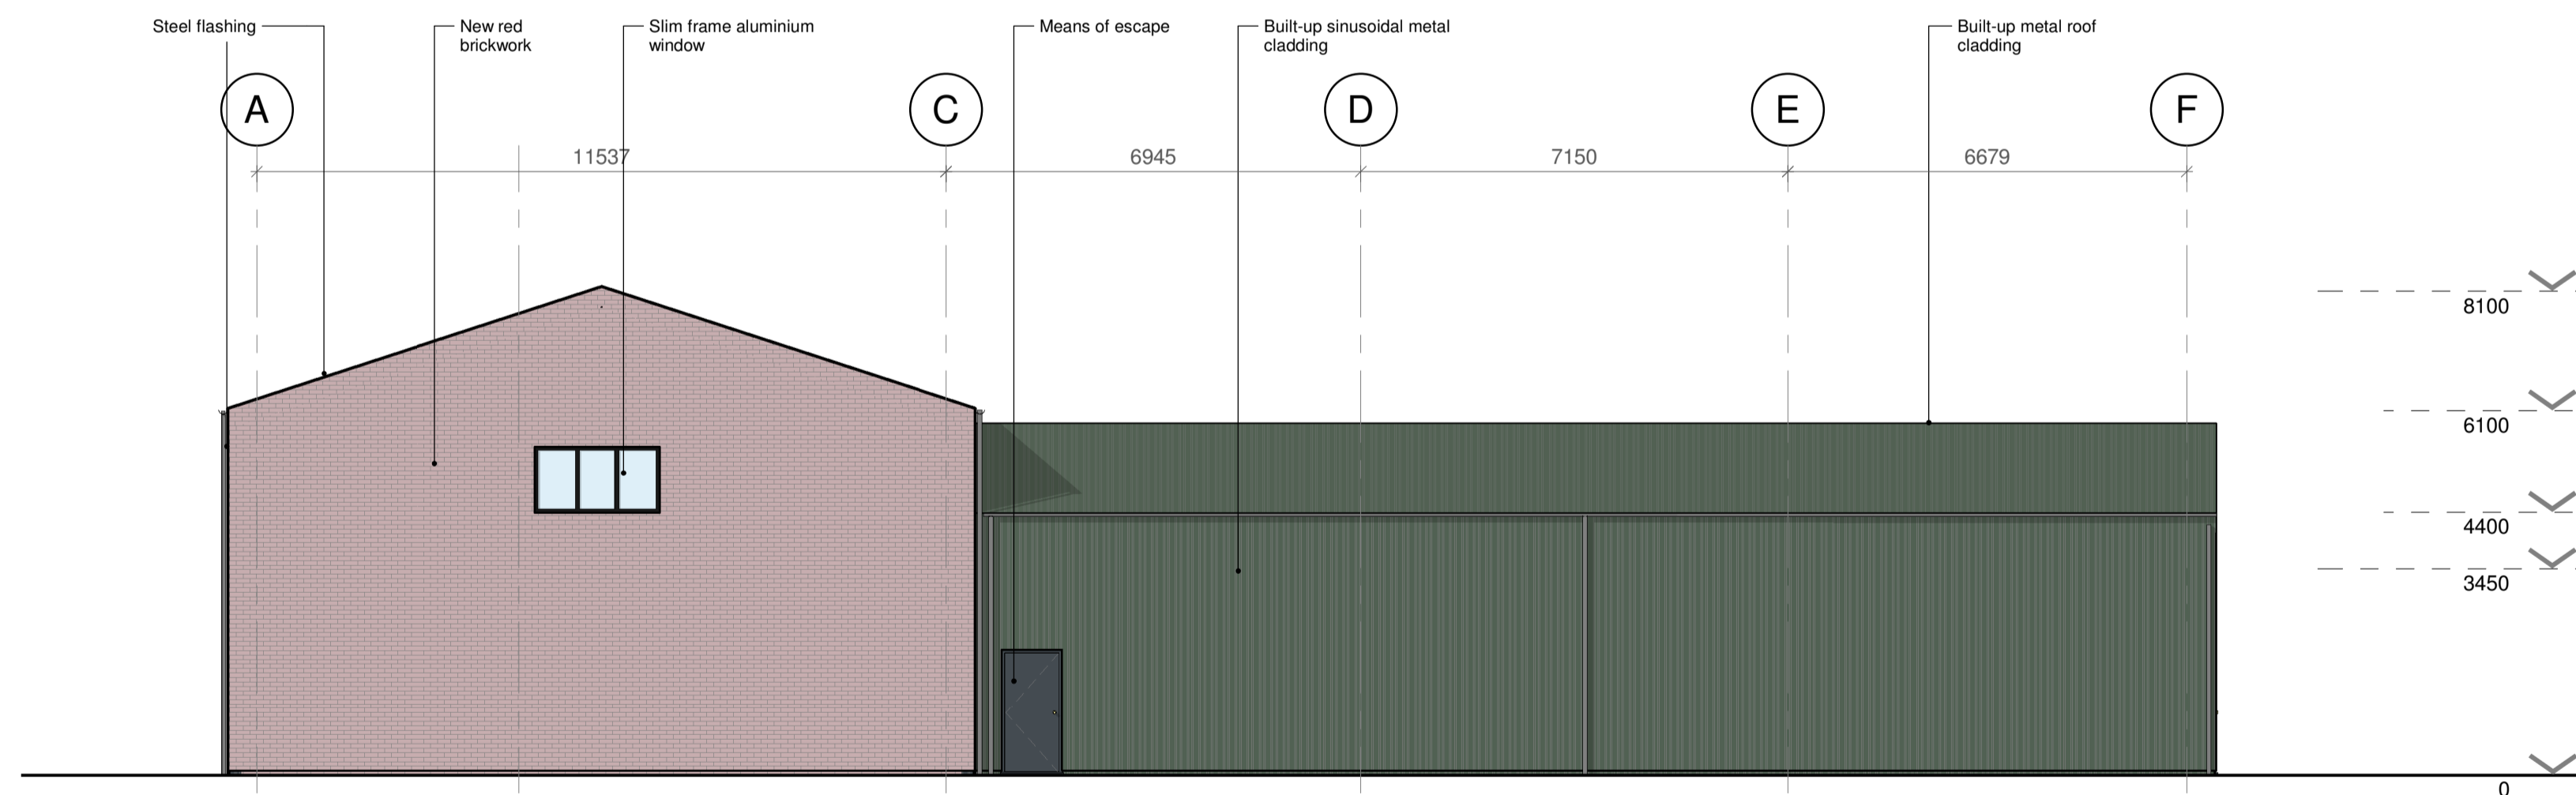 Steel flashing
New red
brickwork
Slim frame aluminium
window
Means of escape
Built-up sinusoidal metal
cladding
Built-up metal roof
cladding
A
C
D
E
F
11537
6945
7150
6679
8100
6100
4400
3450
0